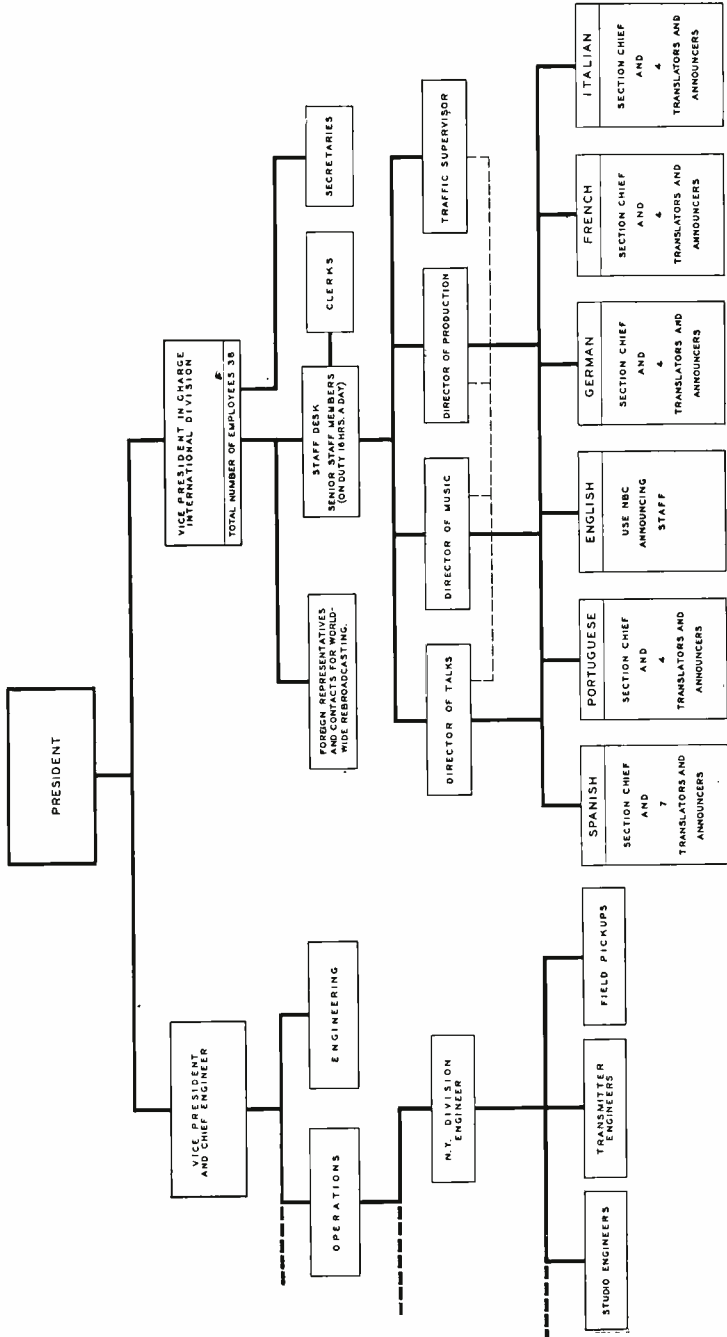 PRESIDENT
VICE PRESIDENT
AND CHIEF ENGINEER
VICE PRESIDENT IN CHARGE
INTERNATIONAL DIVISION
TOTAL NUMBER OF EMPLOYEES 38
OPERATIONS
ENGINEERING
FOREIGN REPRESENTATIVES
AND CONTACTS FOR WORLD-
WIDE REBROADCASTING.
STAFF DESK
SENIOR STAFF MEMBERS
(ON DUTY 16 HRS. A DAY)
CLERKS
SECRETARIES
N.Y. DIVISION
ENGINEER
DIRECTOR OF TALKS
DIRECTOR OF MUSIC
DIRECTOR OF PRODUCTION
TRAFFIC SUPERVISOR
STUDIO ENGINEERS
TRANSMITTER
ENGINEERS
FIELD PICKUPS
SPANISH
SECTION CHIEF
AND
7
TRANSLATORS AND
ANNOUNCERS
PORTUGUESE
SECTION CHIEF
AND
4
TRANSLATORS AND
ANNOUNCERS
ENGLISH
USE NBC
ANNOUNCING
STAFF
GERMAN
SECTION CHIEF
AND
4
TRANSLATORS AND
ANNOUNCERS
FRENCH
SECTION CHIEF
AND
4
TRANSLATORS AND
ANNOUNCERS
ITALIAN
SECTION CHIEF
AND
4
TRANSLATORS AND
ANNOUNCERS